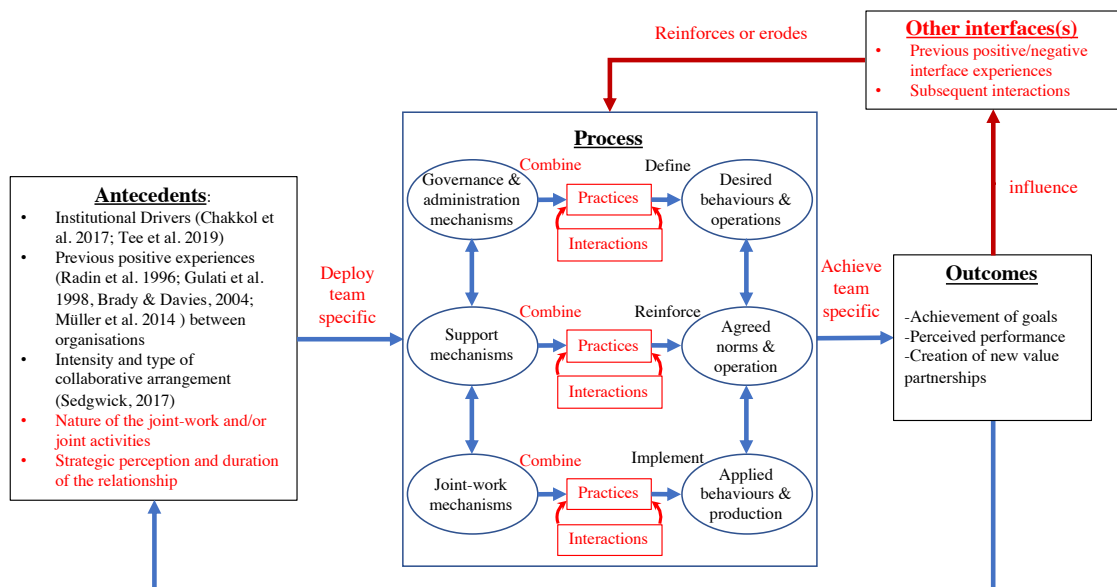 Other interfaces(s)
• Previous positive/negative
interface experiences
• Subsequent interactions
Reinforces or erodes
influence
Antecedents:
• Institutional Drivers (Chakkol et
al. 2017; Tee et al. 2019)
• Previous positive experiences
(Radin et al. 1996; Gulati et al.
1998, Brady & Davies, 2004;
Müller et al. 2014 ) between
organisations
• Intensity and type of
collaborative arrangement
(Sedgwick, 2017)
• Nature of the joint-work and/or
joint activities
• Strategic perception and duration
of the relationship
Deploy
team
specific
Process
Governance &
administration
mechanisms
Combine
Practices
Interactions
Define
Desired
behaviours &
operations
Support
mechanisms
Combine
Practices
Interactions
Reinforce
Agreed
norms &
operation
Joint-work
mechanisms
Combine
Practices
Interactions
Implement
Applied
behaviours &
production
Achieve
team
specific
Outcomes
-Achievement of goals
-Perceived performance
-Creation of new value
partnerships